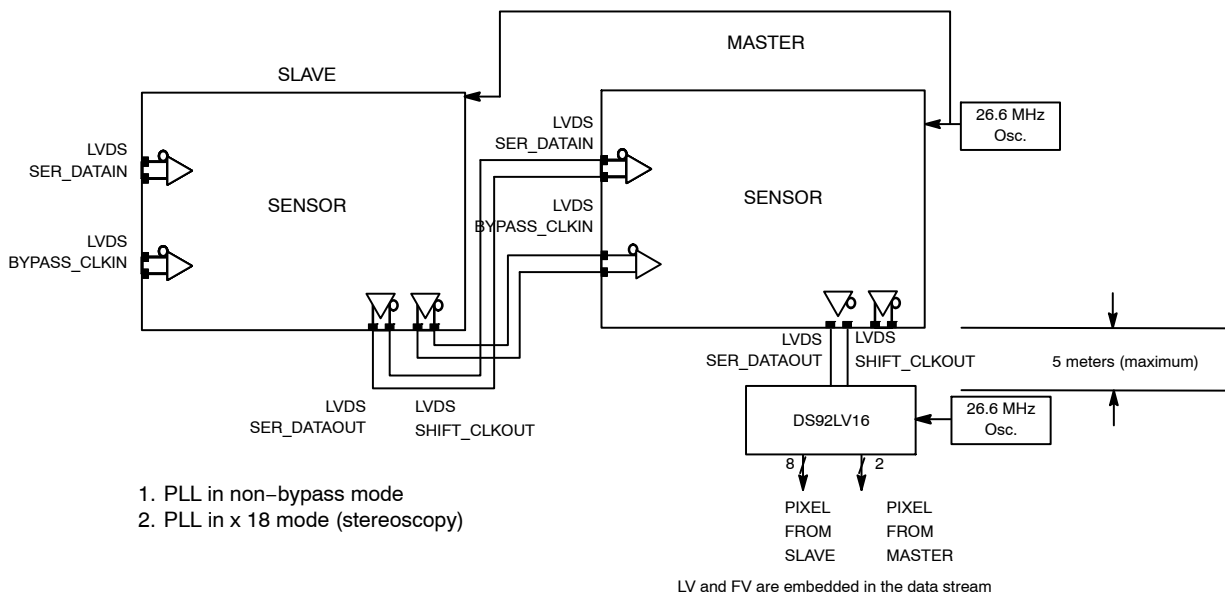 MASTER
SLAVE
26.6 MHz
Osc.
LVDS
SER_DATAIN
LVDS
SER_DATAIN
SENSOR
SENSOR
LVDS
BYPASS_CLKIN
LVDS
BYPASS_CLKIN
LVDS
SER_DATAOUT
LVDS
SHIFT_CLKOUT
5 meters (maximum)
LVDS
SER_DATAOUT
LVDS
SHIFT_CLKOUT
DS92LV16
26.6 MHz
Osc.
8
2
1. PLL in non−bypass mode
2. PLL in x 18 mode (stereoscopy)
PIXEL
FROM
SLAVE
PIXEL
FROM
MASTER
LV and FV are embedded in the data stream